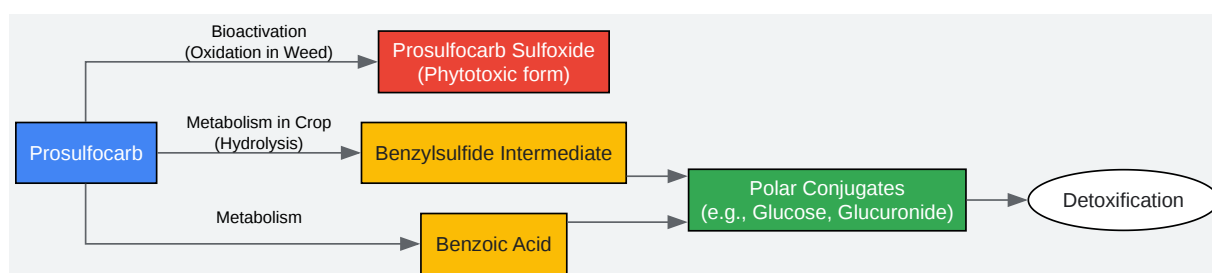 Bioactivation
(Oxidation in Weed)
Prosulfocarb Sulfoxide
(Phytotoxic form)
Metabolism in Crop
(Hydrolysis)
Prosulfocarb
Benzylsulfide Intermediate
Polar Conjugates
(e.g., Glucose, Glucuronide)
Detoxification
Metabolism
Benzoic Acid